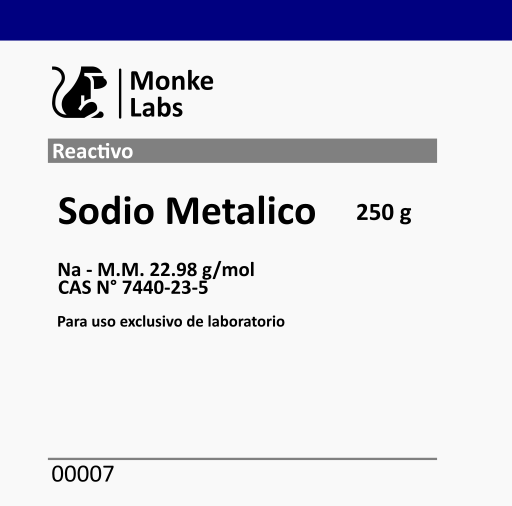 Monke
Labs
Reactivo
Sodio Metalico 250 g
Na - M.M. 22.98 g/mol
CAS N° 7440-23-5
Para uso exclusivo de laboratorio
00007